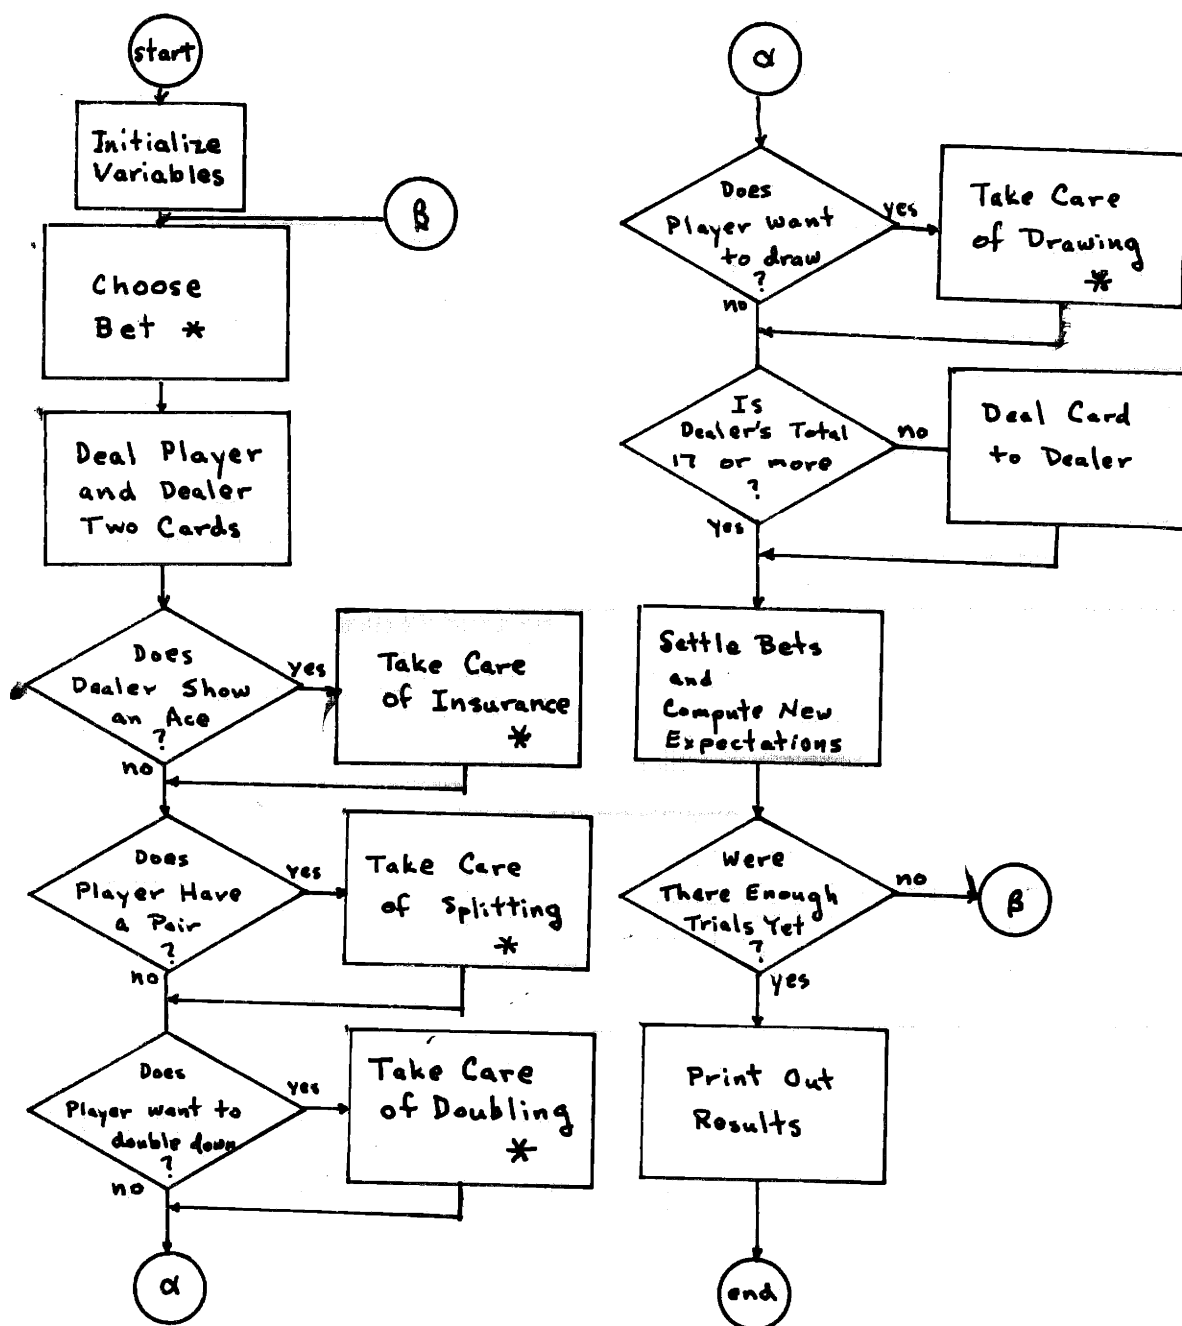 start
Initialize
Variables
β
Choose
Bet *
Deal Player
and Dealer
Two Cards
Does
Dealer Show
an Ace
?
yes
no
Take Care
of Insurance
*
Does
Player Have
a Pair
?
yes
no
Take Care
of Splitting
*
Does
Player want to
double down
?
yes
no
Take Care
of Doubling
*
α
α
Does
Player want
to draw
?
yes
no
Take Care
of Drawing
*
Is
Dealer's Total
17 or more
?
no
yes
Deal Card
to Dealer
Settle Bets
and
Compute New
Expectations
Were
There Enough
Trials Yet
?
no
β
yes
Print Out
Results
end